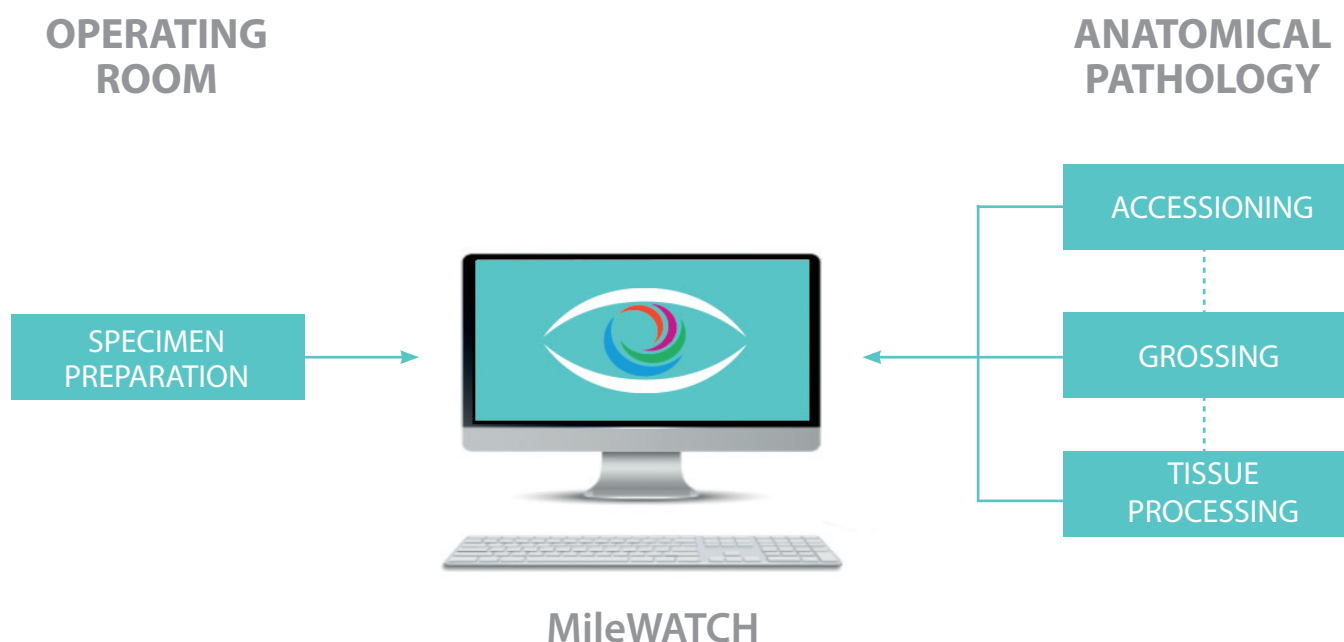 OPERATING
ROOM
ANATOMICAL
PATHOLOGY
SPECIMEN
PREPARATION
ACCESSIONING
GROSSING
TISSUE
PROCESSING
MileWATCH